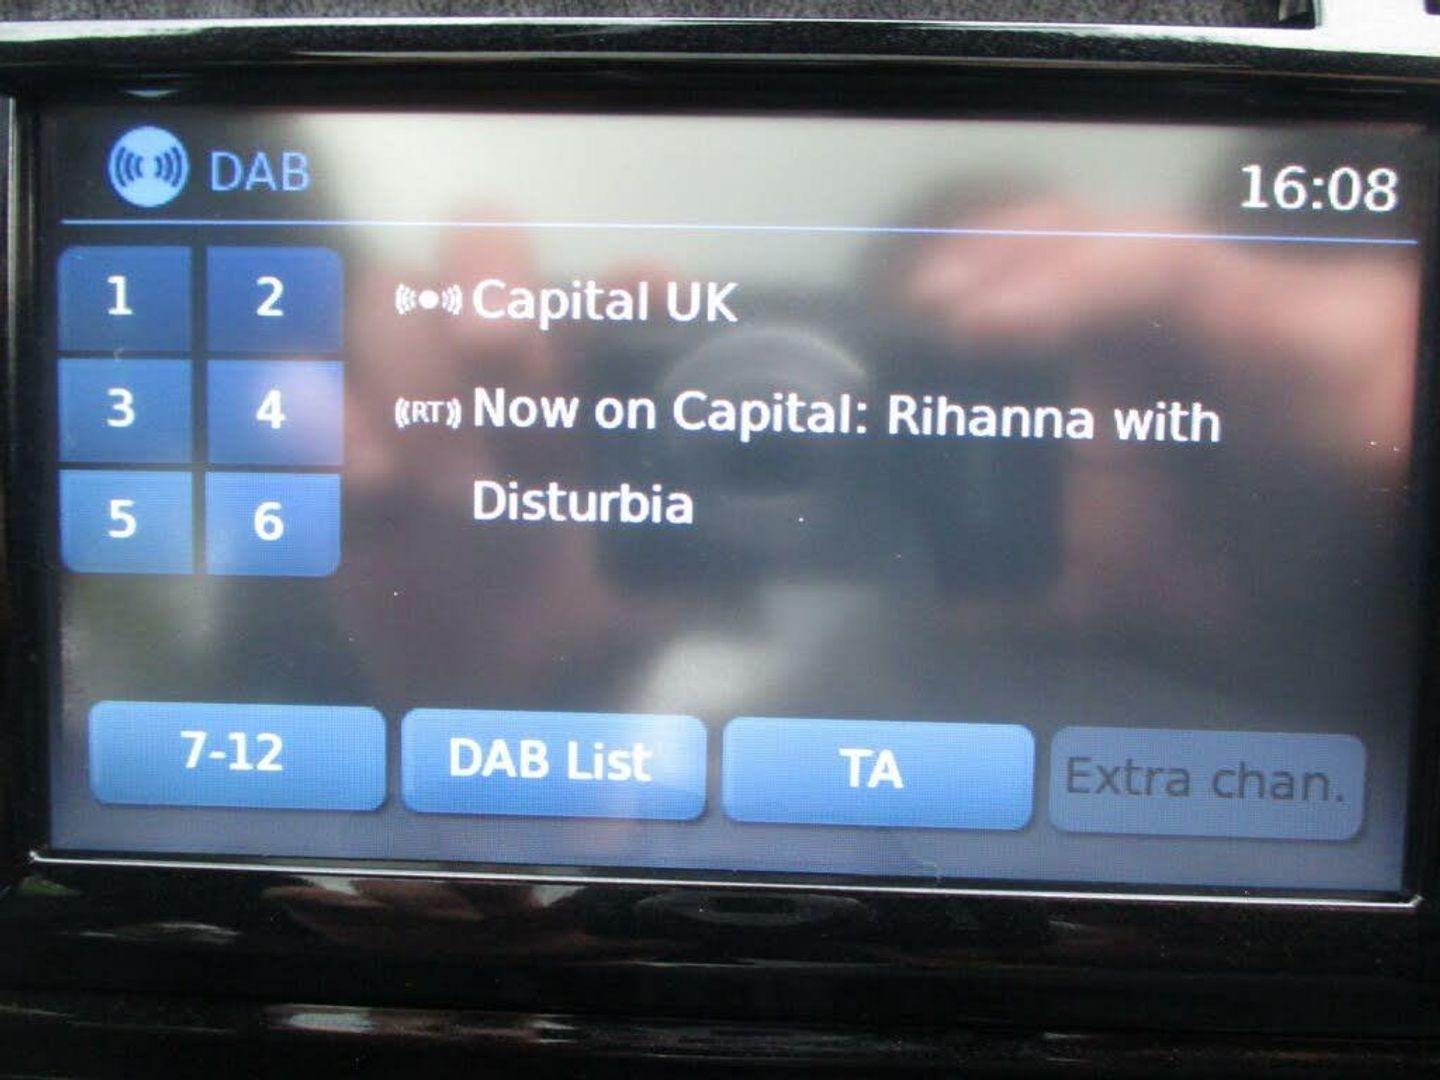 DAB
16:08
1 2
Capital UK
3 4
RT Now on Capital: Rihanna with
Disturbia
5 6
7-12 DAB List TA Extra chan.